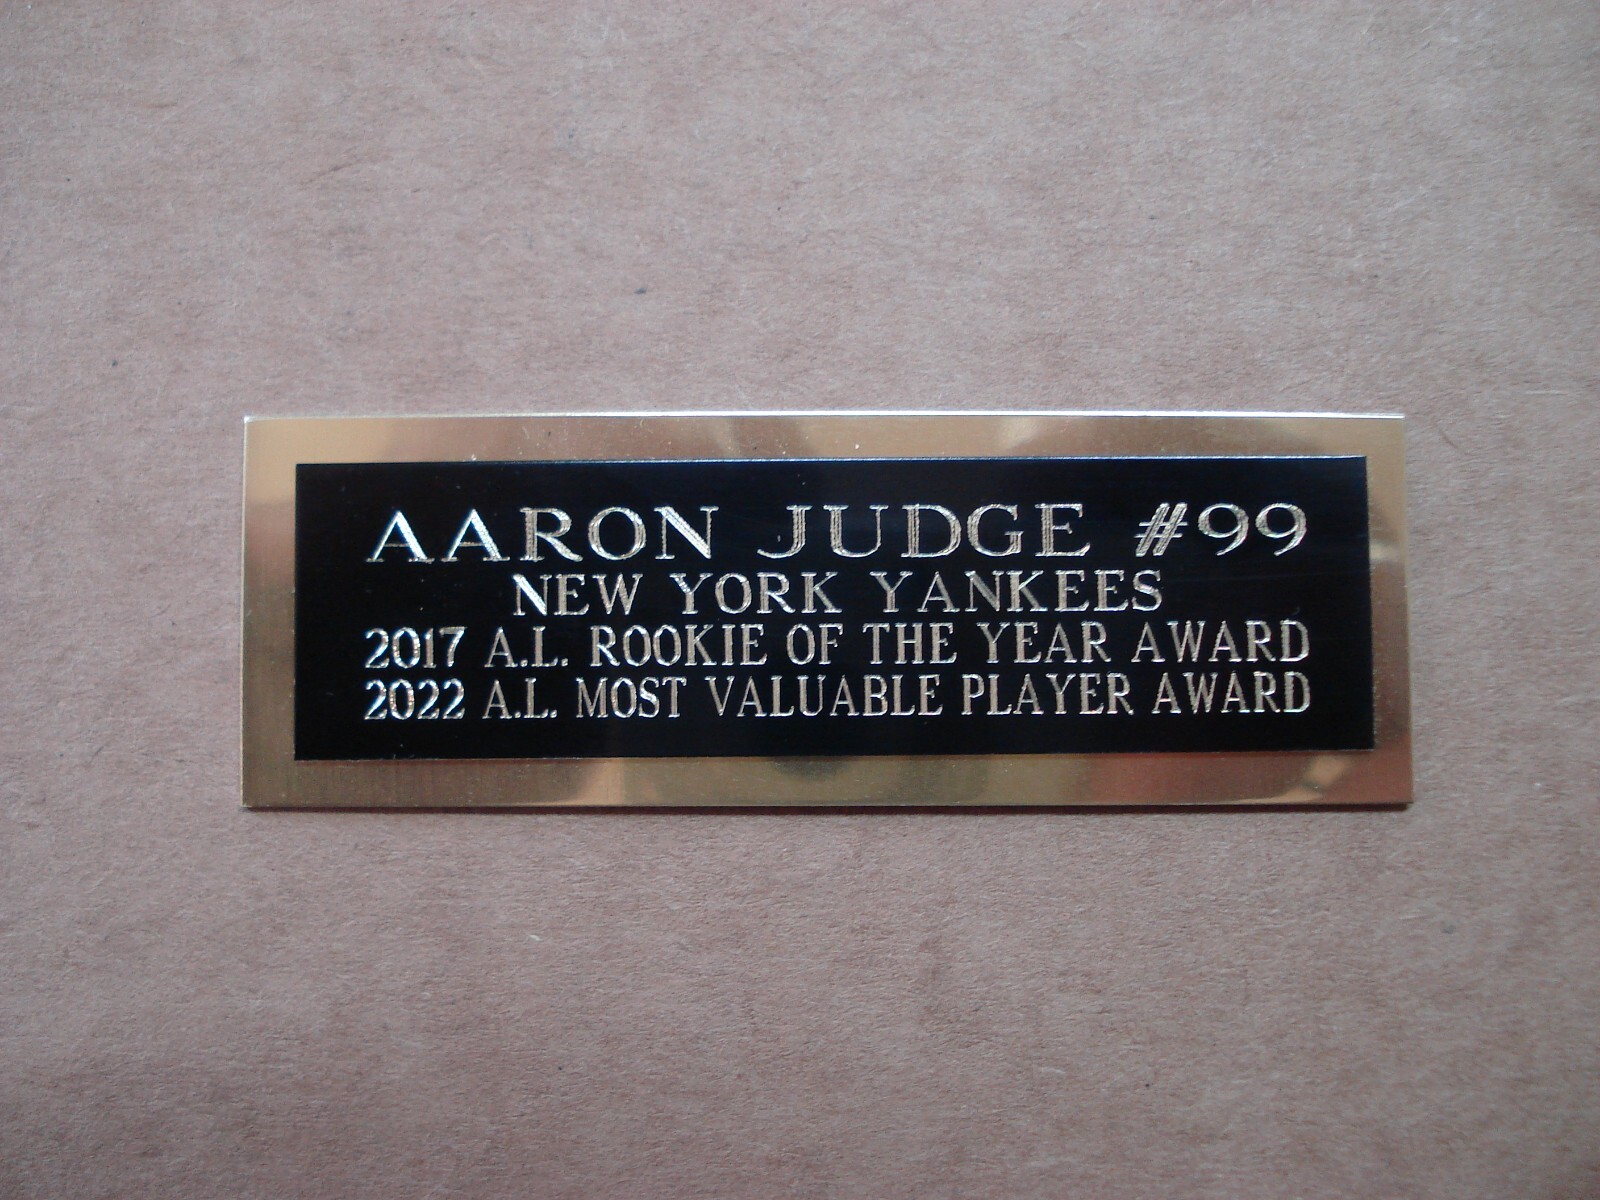 AARON JUDGE #99
NEW YORK YANKEES
2017 A.L. ROOKIE OF THE YEAR AWARD
2022 A.L. MOST VALUABLE PLAYER AWARD